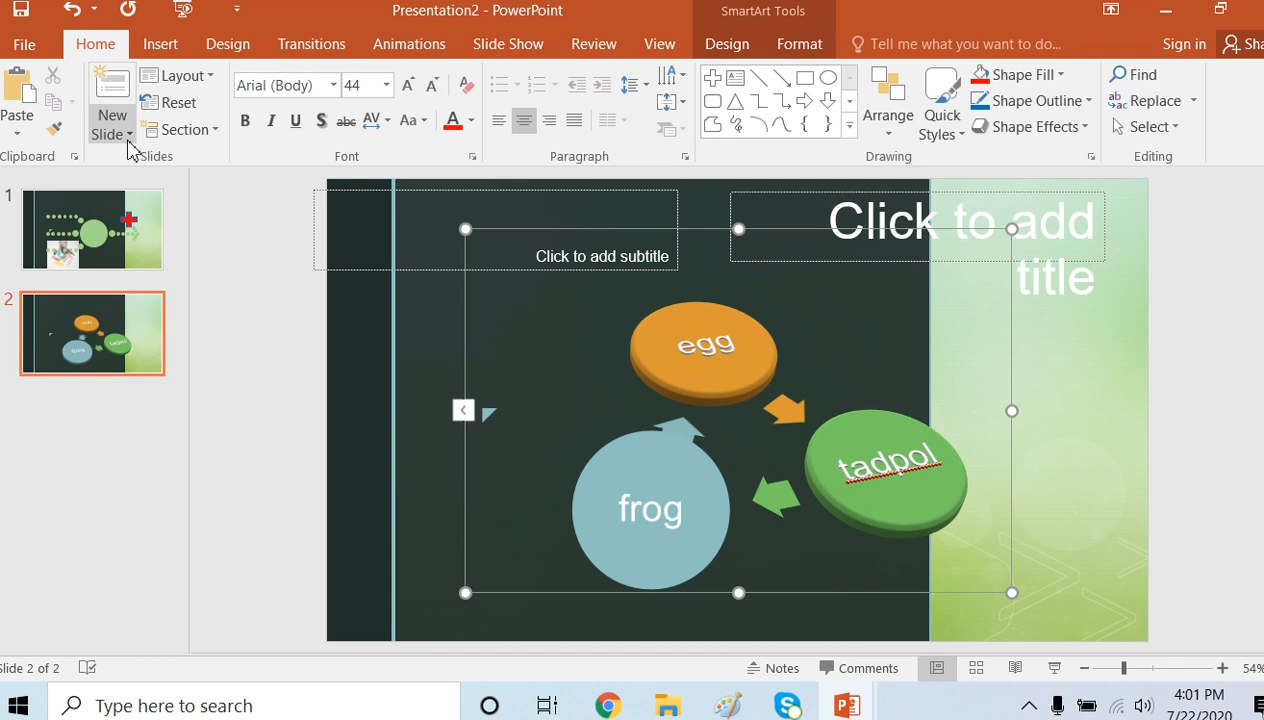 Presentation2 - PowerPoint
SmartArt Tools
File Home Insert Design Transitions Animations Slide Show Review View Design Format Tell me what you want to do... Sign in Sha
Paste
New Slide
Layout
Reset
Section
Arial (Body) 44
B I U S abc AV Aa A
Arrange
Quick Styles
Shape Fill
Shape Outline
Shape Effects
Find
Replace
Select
Clipboard Slides Font Paragraph Drawing Editing
1
2
Click to add title
Click to add subtitle
egg
tadpol
frog
Slide 2 of 2 Notes Comments 54%
Type here to search
4:01 PM
7/22/2020